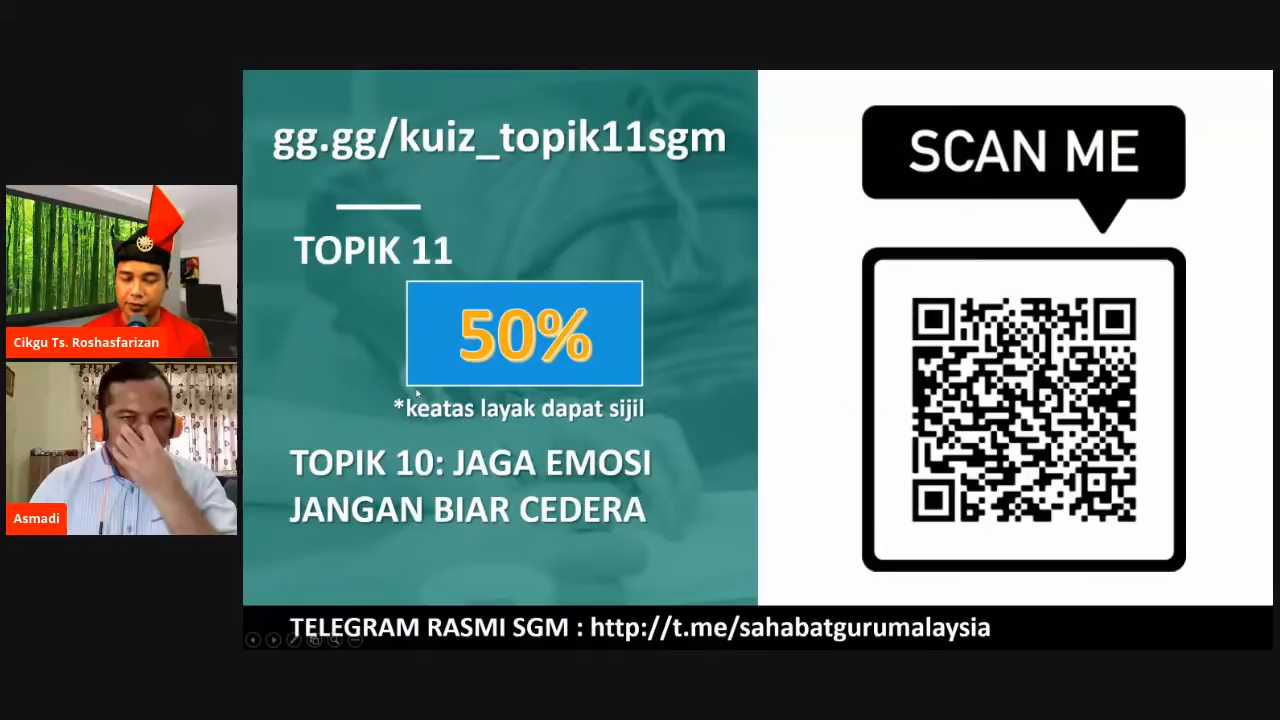 gg.gg/kuiz_topik11sgm
TOPIK 11
50%
*keatas layak dapat sijil
TOPIK 10: JAGA EMOSI
JANGAN BIAR CEDERA
SCAN ME
Cikgu Ts. Roshasfarizan
Asmadi
TELEGRAM RASMI SGM : http://t.me/sahabatgurumalaysia